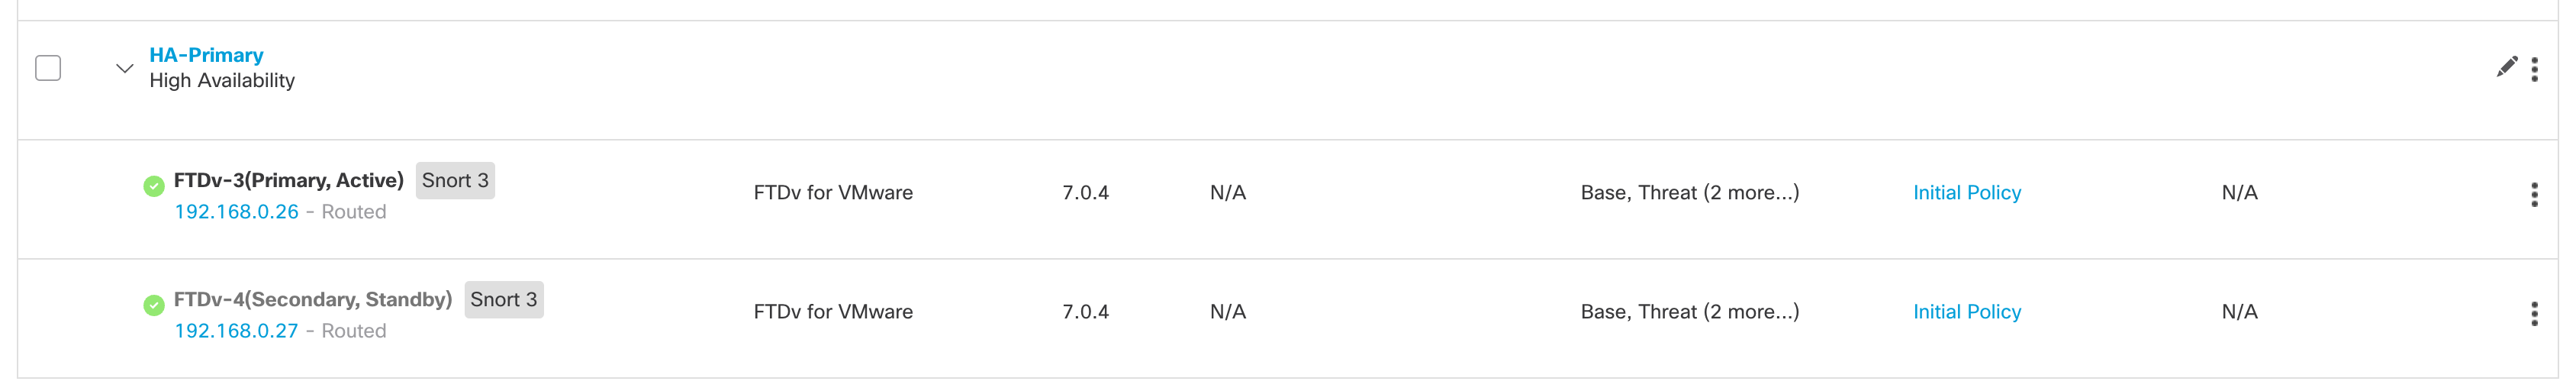 HA-Primary
High Availability
FTDv-3(Primary, Active) Snort 3
192.168.0.26 - Routed
FTDv for VMware
7.0.4
N/A
Base, Threat (2 more...)
Initial Policy
N/A
FTDv-4(Secondary, Standby) Snort 3
192.168.0.27 - Routed
FTDv for VMware
7.0.4
N/A
Base, Threat (2 more...)
Initial Policy
N/A